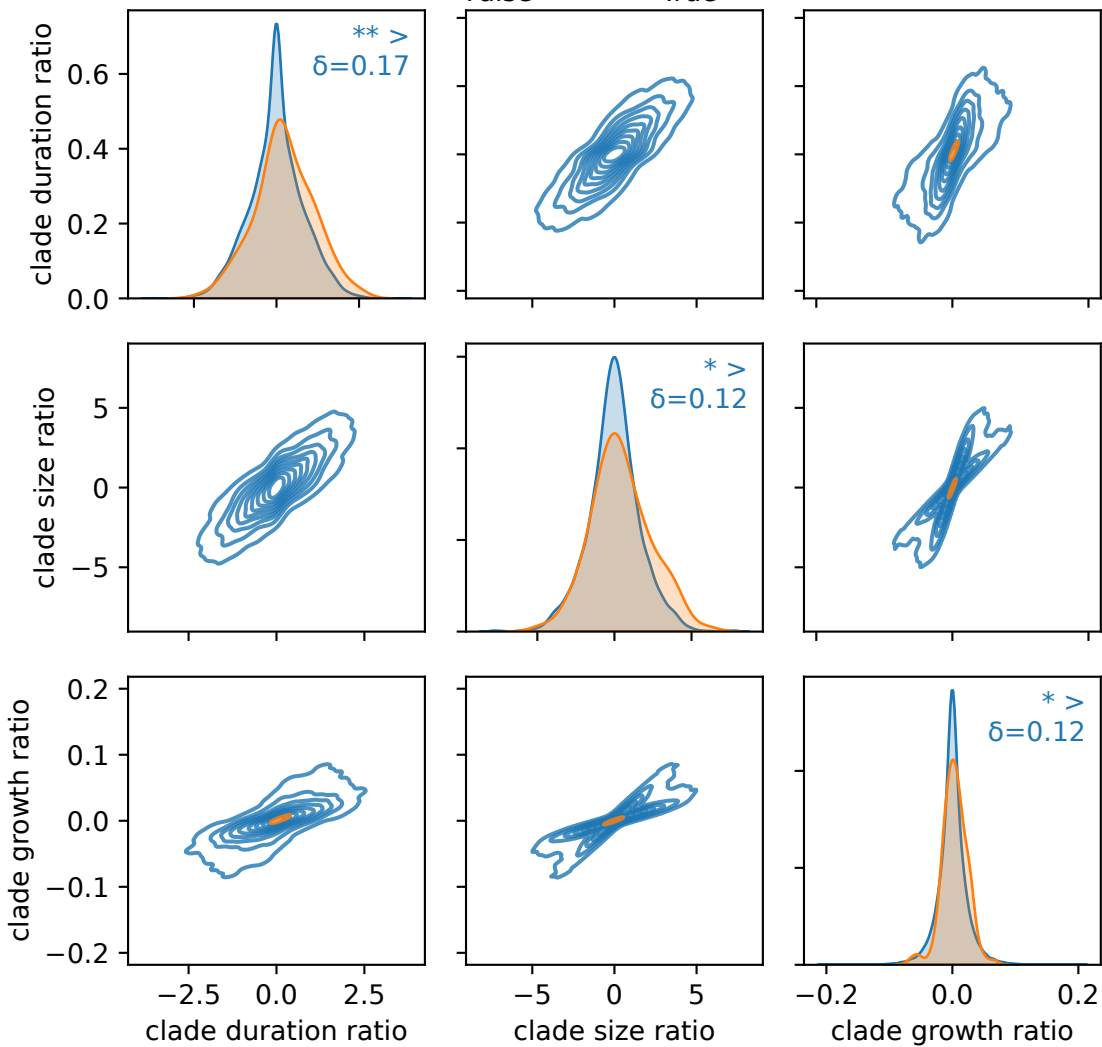 clade duration ratio
0.6
0.4
0.2
0.0
** >
δ=0.17
clade size ratio
5
0
−5
* >
δ=0.12
clade growth ratio
0.2
0.1
0.0
−0.1
−0.2
* >
δ=0.12
−2.5 0.0 2.5
−5 0 5
−0.2 0.0 0.2
clade duration ratio
clade size ratio
clade growth ratio